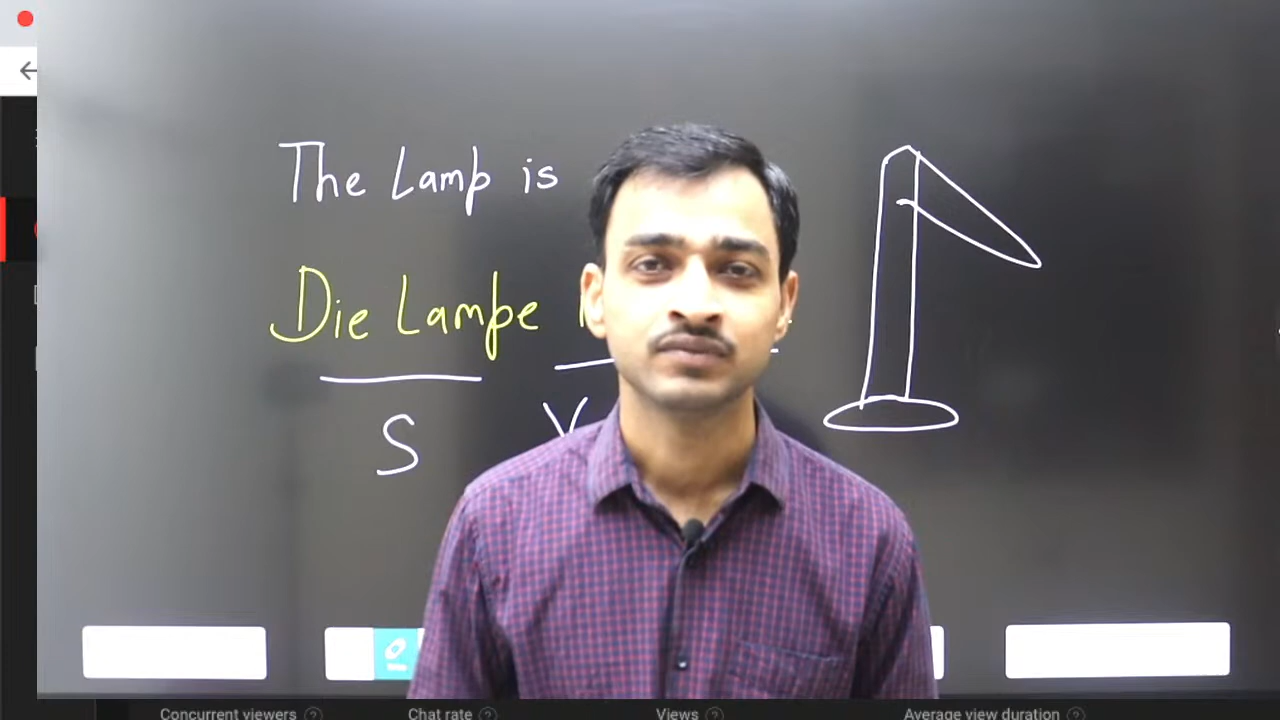 The Lamp is
Die Lampe
S
V
Concurrent viewers
Chat rate
Views
Average view duration